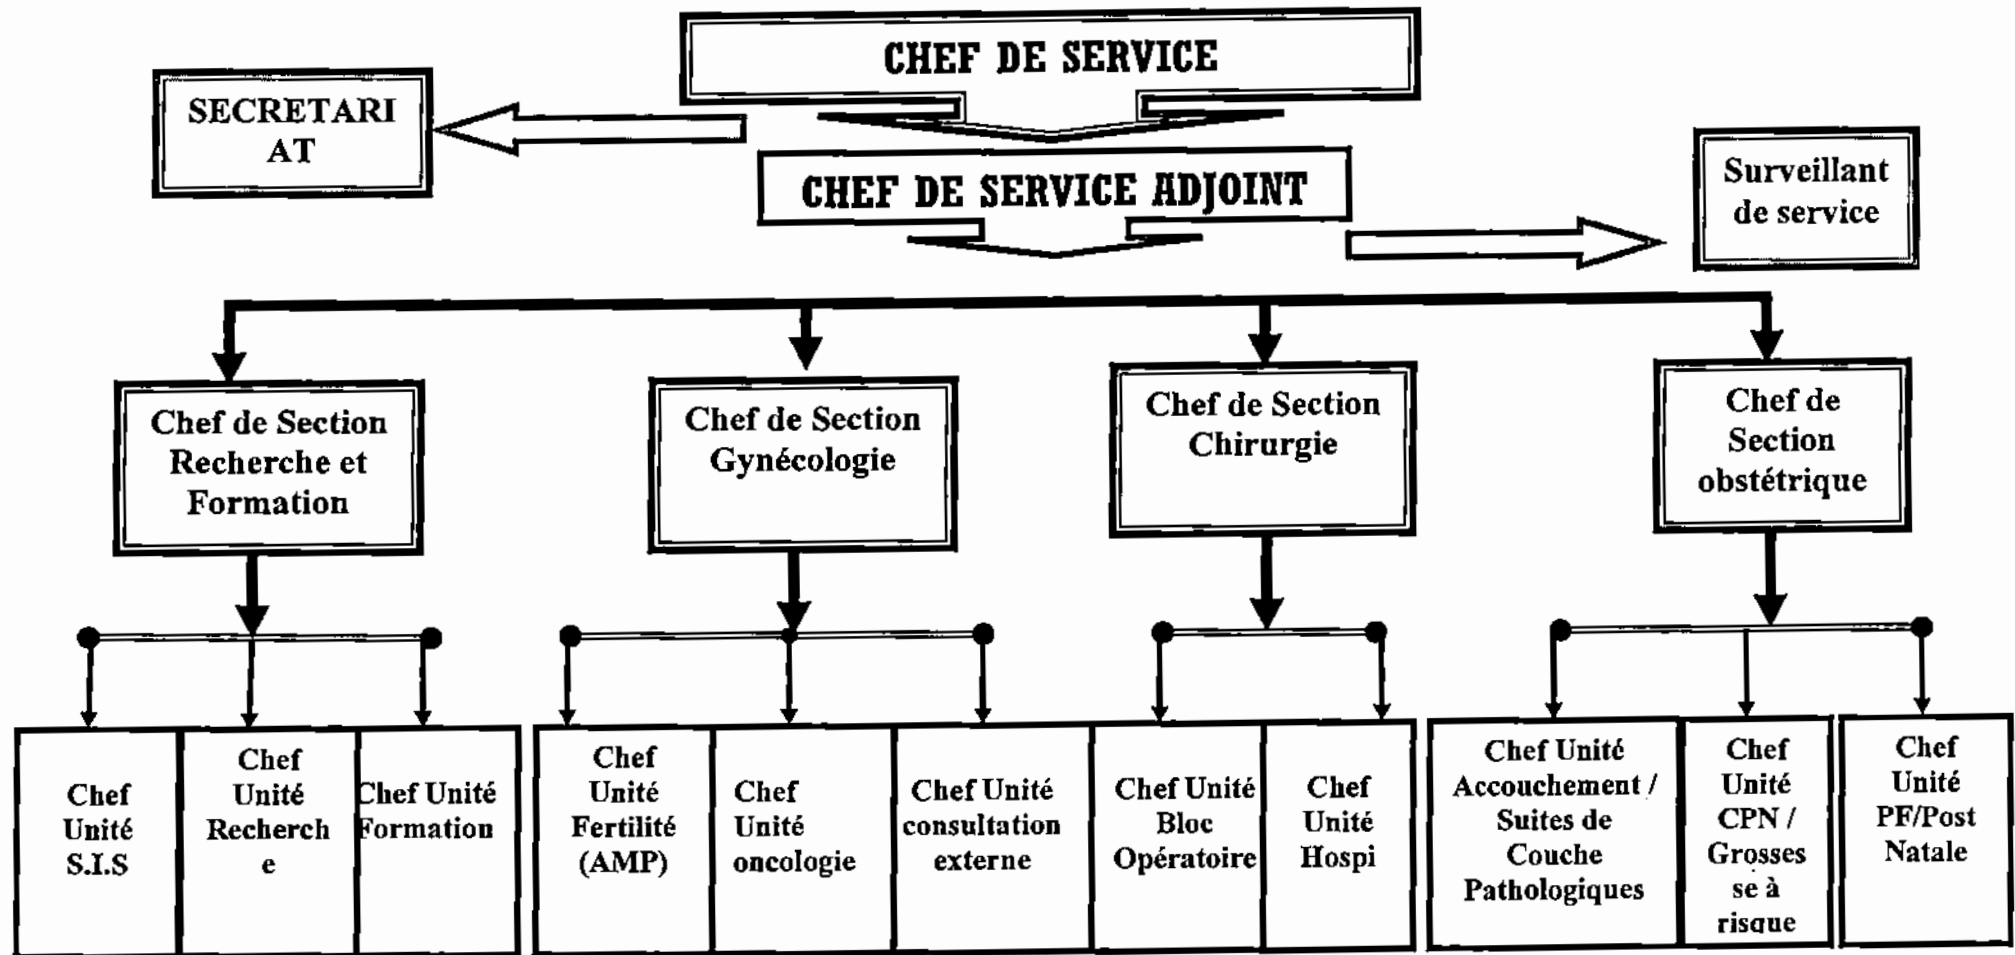 CHEF DE SERVICE
SECRETARI
AT
CHEF DE SERVICE ADJOINT
Surveillant
de service
Chef de Section
Recherche et
Formation
Chef de Section
Gynécologie
Chef de Section
Chirurgie
Chef de
Section
obstétrique
Chef
Unité
S.I.S
Chef
Unité
Recherch
e
Chef Unité
Formation
Chef
Unité
Fertilité
(AMP)
Chef
Unité
oncologie
Chef Unité
consultation
externe
Chef Unité
Bloc
Opératoire
Chef
Unité
Hospi
Chef Unité
Accouchement /
Suites de
Couche
Pathologiques
Chef
Unité
CPN /
Grosses
se à
risque
Chef
Unité
PF/Post
Natale